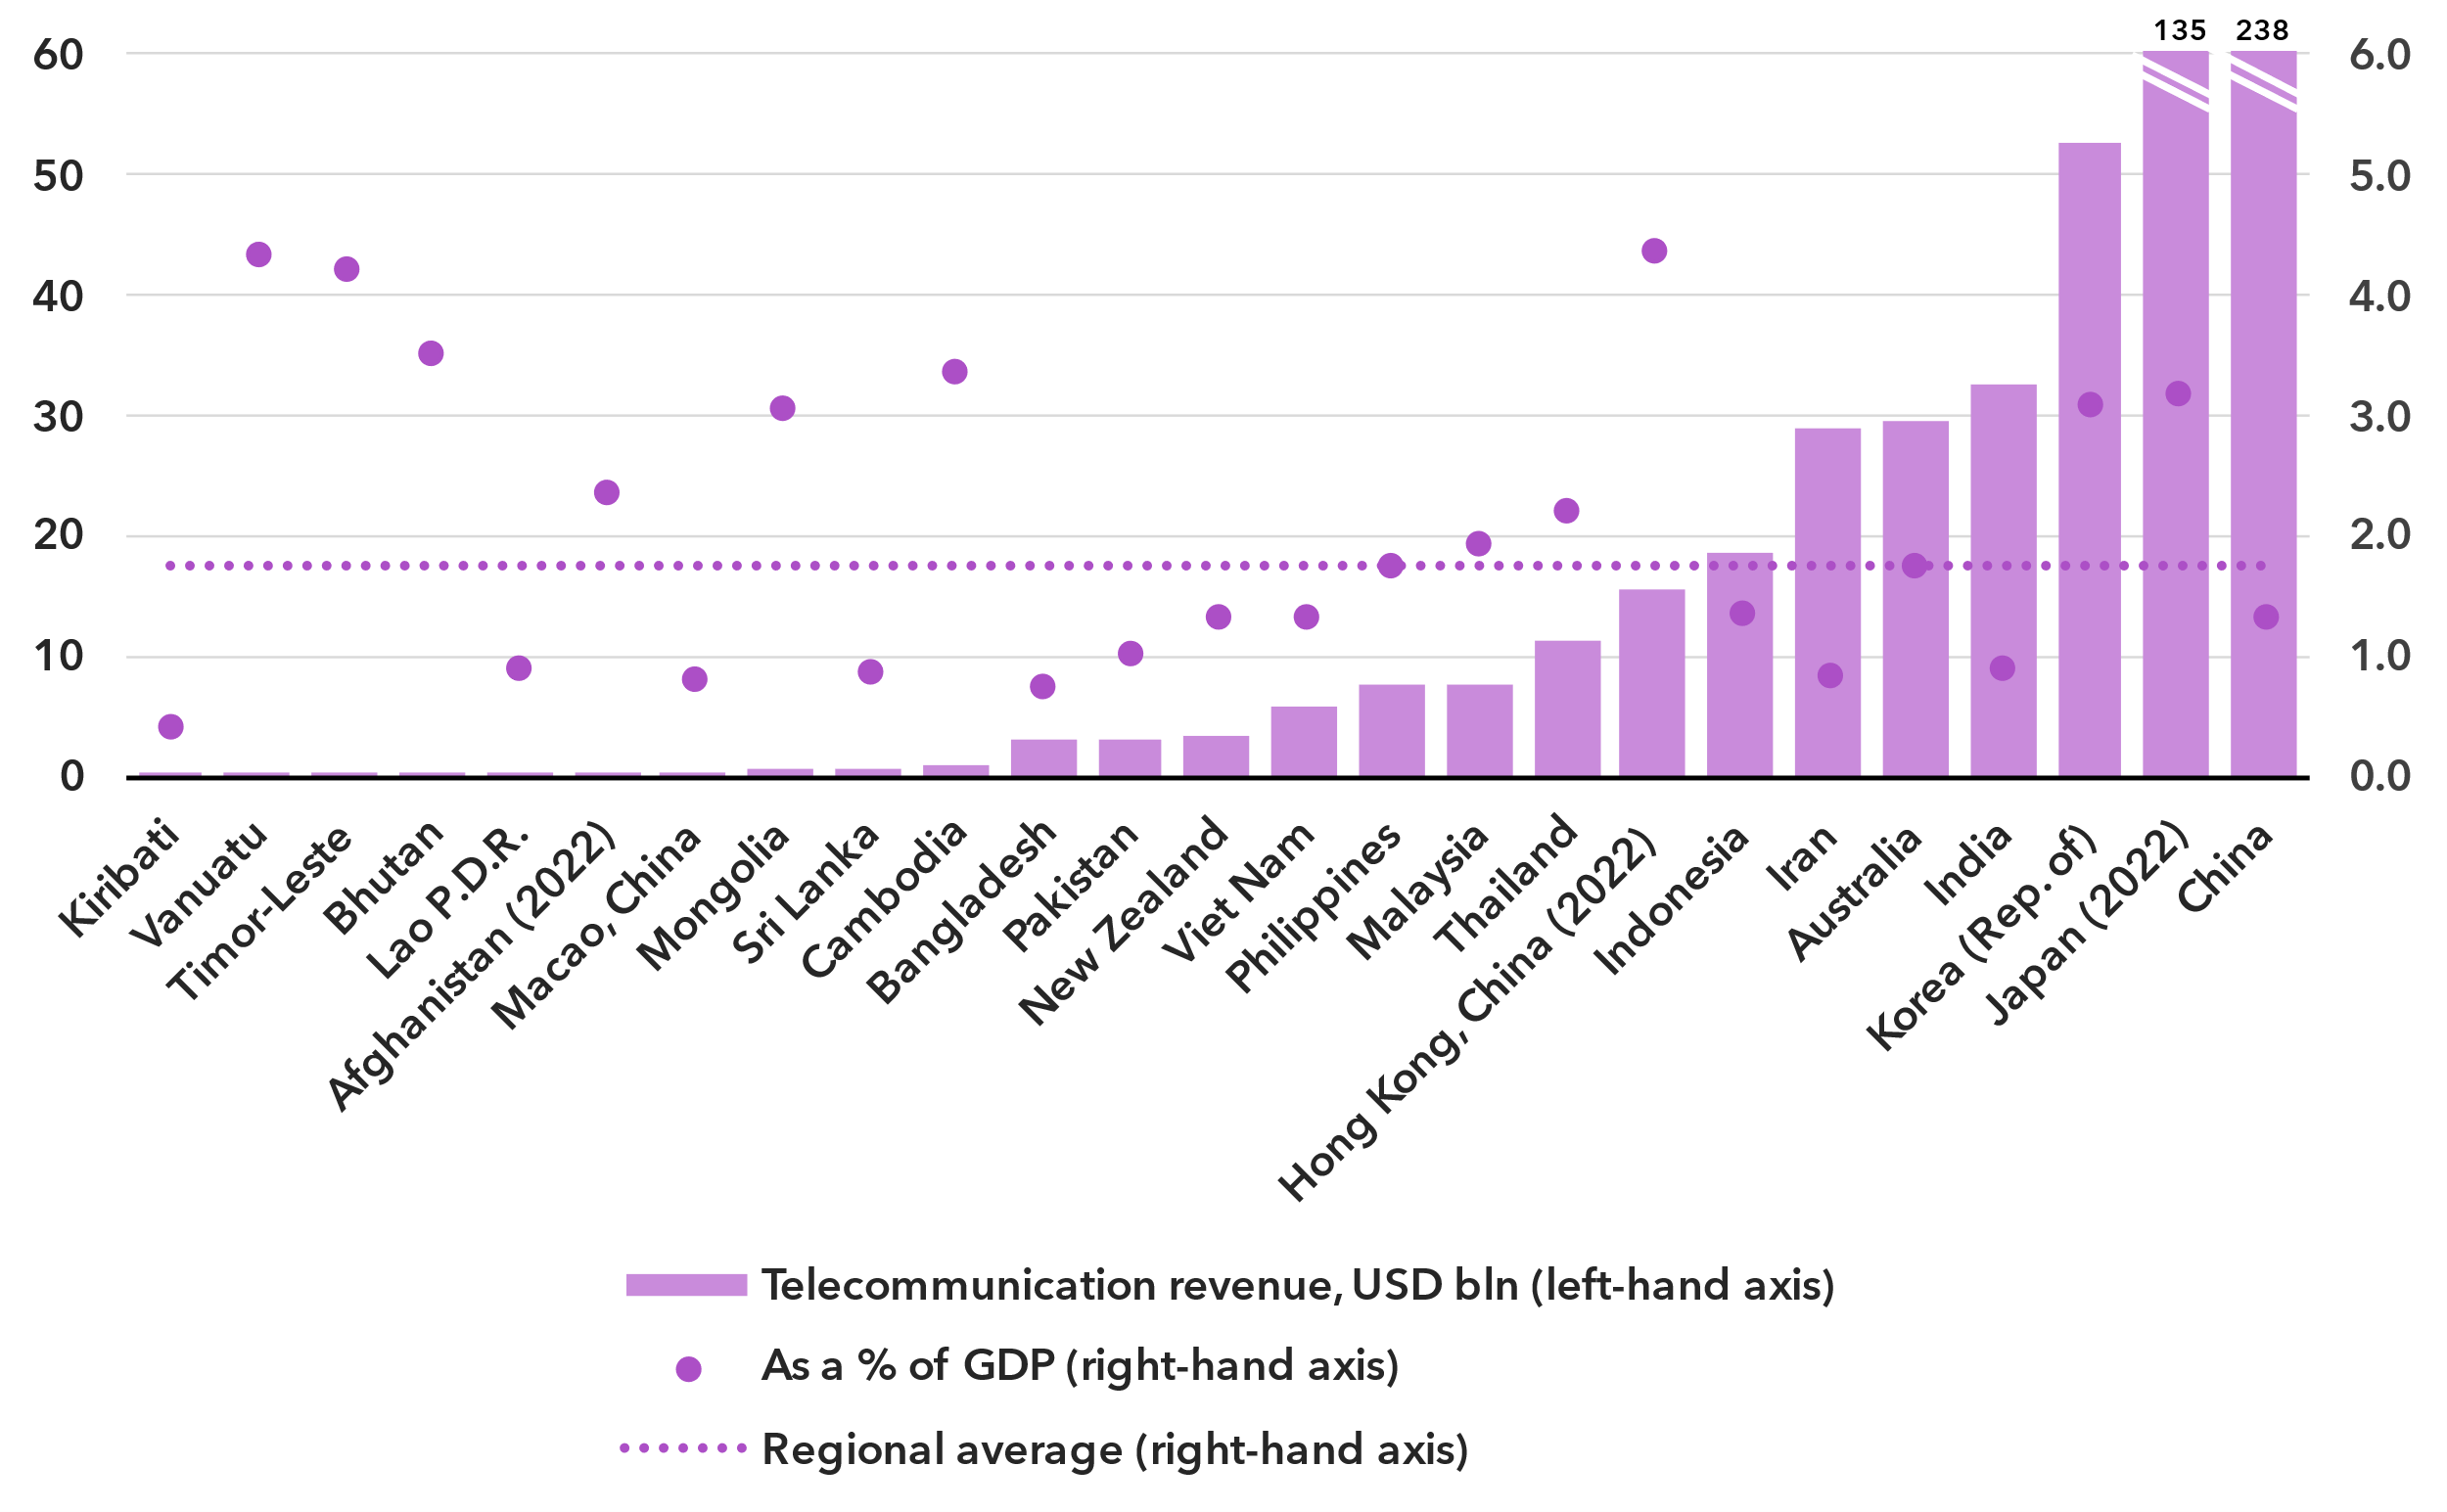 135 238
60 6.0
50 5.0
40 4.0
30 3.0
20 2.0
10 1.0
0 0.0
Kiribati
Vanuatu
Timor-Leste
Bhutan
Lao P.D.R.
Afghanistan (2022)
Macao, China
Mongolia
Sri Lanka
Cambodia
Bangladesh
Pakistan
New Zealand
Viet Nam
Philippines
Malaysia
Thailand
Hong Kong, China (2022)
Indonesia
Iran
Australia
India
Korea (Rep. of)
Japan (2022)
China
Telecommunication revenue, USD bln (left-hand axis)
As a % of GDP (right-hand axis)
Regional average (right-hand axis)